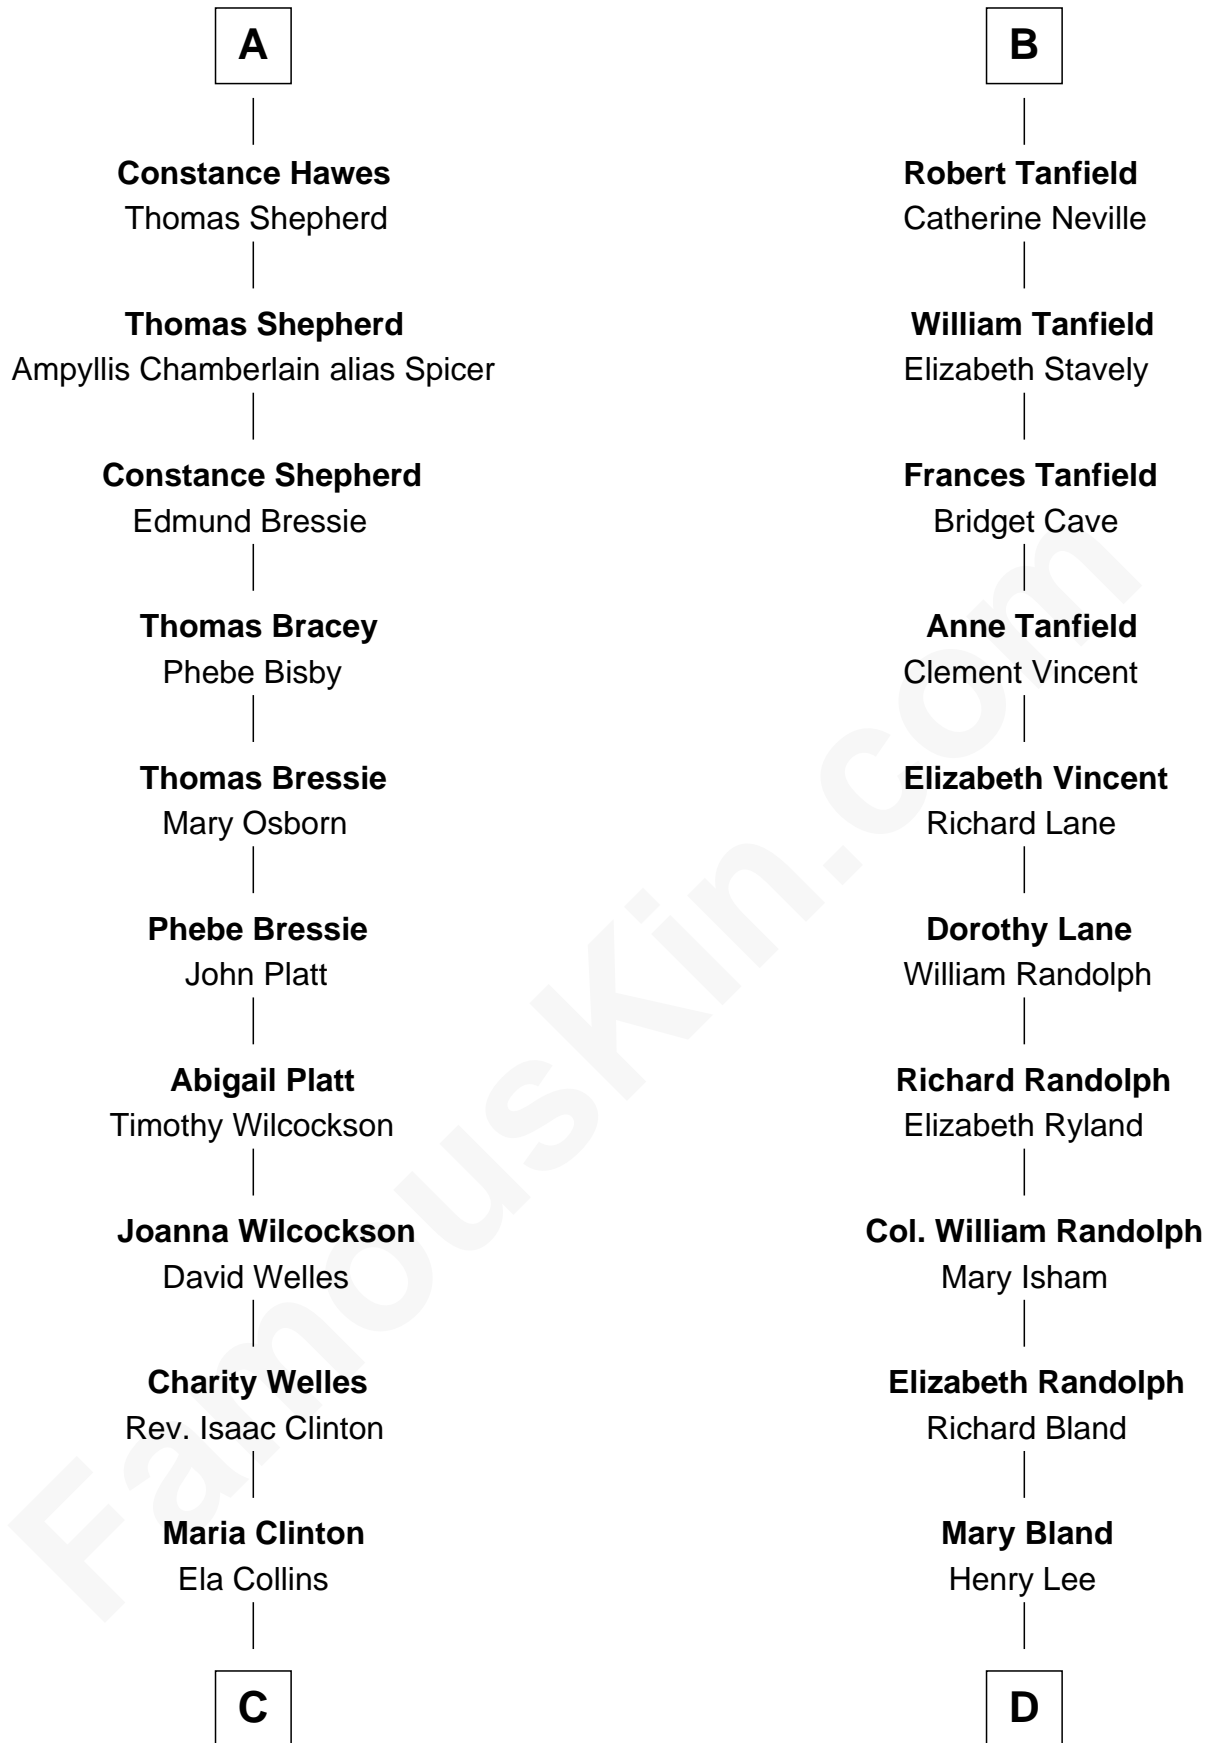 A
Constance Hawes
Thomas Shepherd
Thomas Shepherd
Ampyllis Chamberlain alias Spicer
Constance Shepherd
Edmund Bressie
Thomas Bracey
Phebe Bisby
Thomas Bressie
Mary Osborn
Phebe Bressie
John Platt
Abigail Platt
Timothy Wilcockson
Joanna Wilcockson
David Welles
Charity Welles
Rev. Isaac Clinton
Maria Clinton
Ela Collins
C
B
Robert Tanfield
Catherine Neville
William Tanfield
Elizabeth Stavely
Frances Tanfield
Bridget Cave
Anne Tanfield
Clement Vincent
Elizabeth Vincent
Richard Lane
Dorothy Lane
William Randolph
Richard Randolph
Elizabeth Ryland
Col. William Randolph
Mary Isham
Elizabeth Randolph
Richard Bland
Mary Bland
Henry Lee
D
FamousKin.com